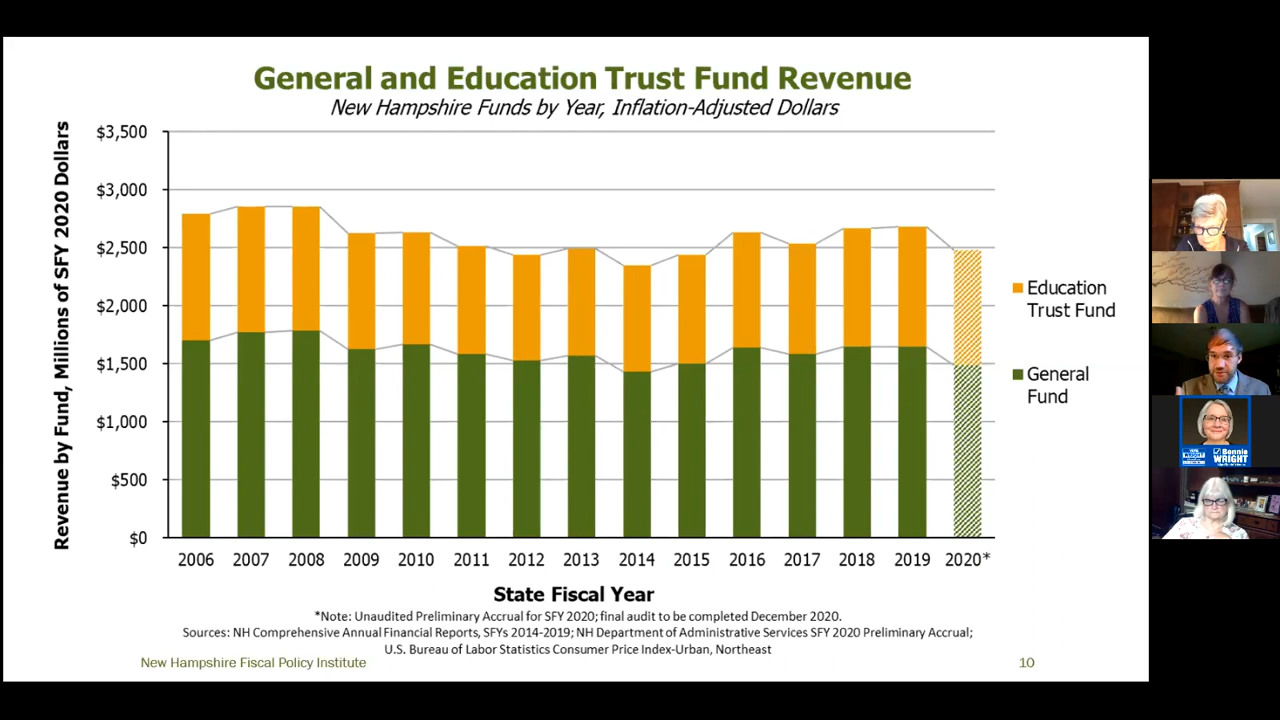 General and Education Trust Fund Revenue
New Hampshire Funds by Year, Inflation-Adjusted Dollars
Revenue by Fund, Millions of SFY 2020 Dollars
$3,500
$3,000
$2,500
$2,000
$1,500
$1,000
$500
$0
2006 2007 2008 2009 2010 2011 2012 2013 2014 2015 2016 2017 2018 2019 2020*
State Fiscal Year
Education
Trust Fund
General
Fund
*Note: Unaudited Preliminary Accrual for SFY 2020; final audit to be completed December 2020.
Sources: NH Comprehensive Annual Financial Reports, SFYs 2014-2019; NH Department of Administrative Services SFY 2020 Preliminary Accrual;
U.S. Bureau of Labor Statistics Consumer Price Index-Urban, Northeast
New Hampshire Fiscal Policy Institute
10
WRIGHT
Bonnie
WRIGHT